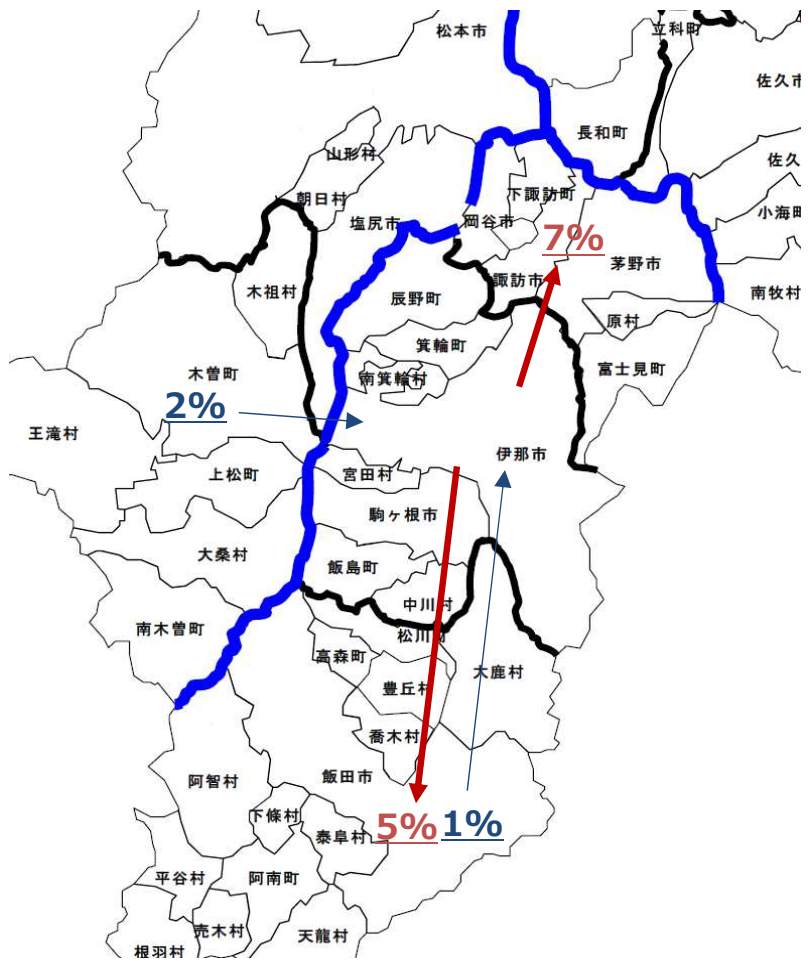 松本市
立科町
佐久市
長和町
山形村
佐久
下諏訪町
朝日村
小海町
塩尻市
岡谷市
7%
諏訪市
茅野市
南牧村
木祖村
辰野町
原村
箕輪町
富士見町
木曽町
南箕輪村
2%
王滝村
伊那市
上松町
宮田村
駒ヶ根市
大桑村
飯島町
中川村
南木曽町
松川
高森町
大鹿村
豊丘村
喬木村
飯田市
阿智村
下條村
5%
1%
泰阜村
平谷村
阿南町
売木村
天龍村
根羽村